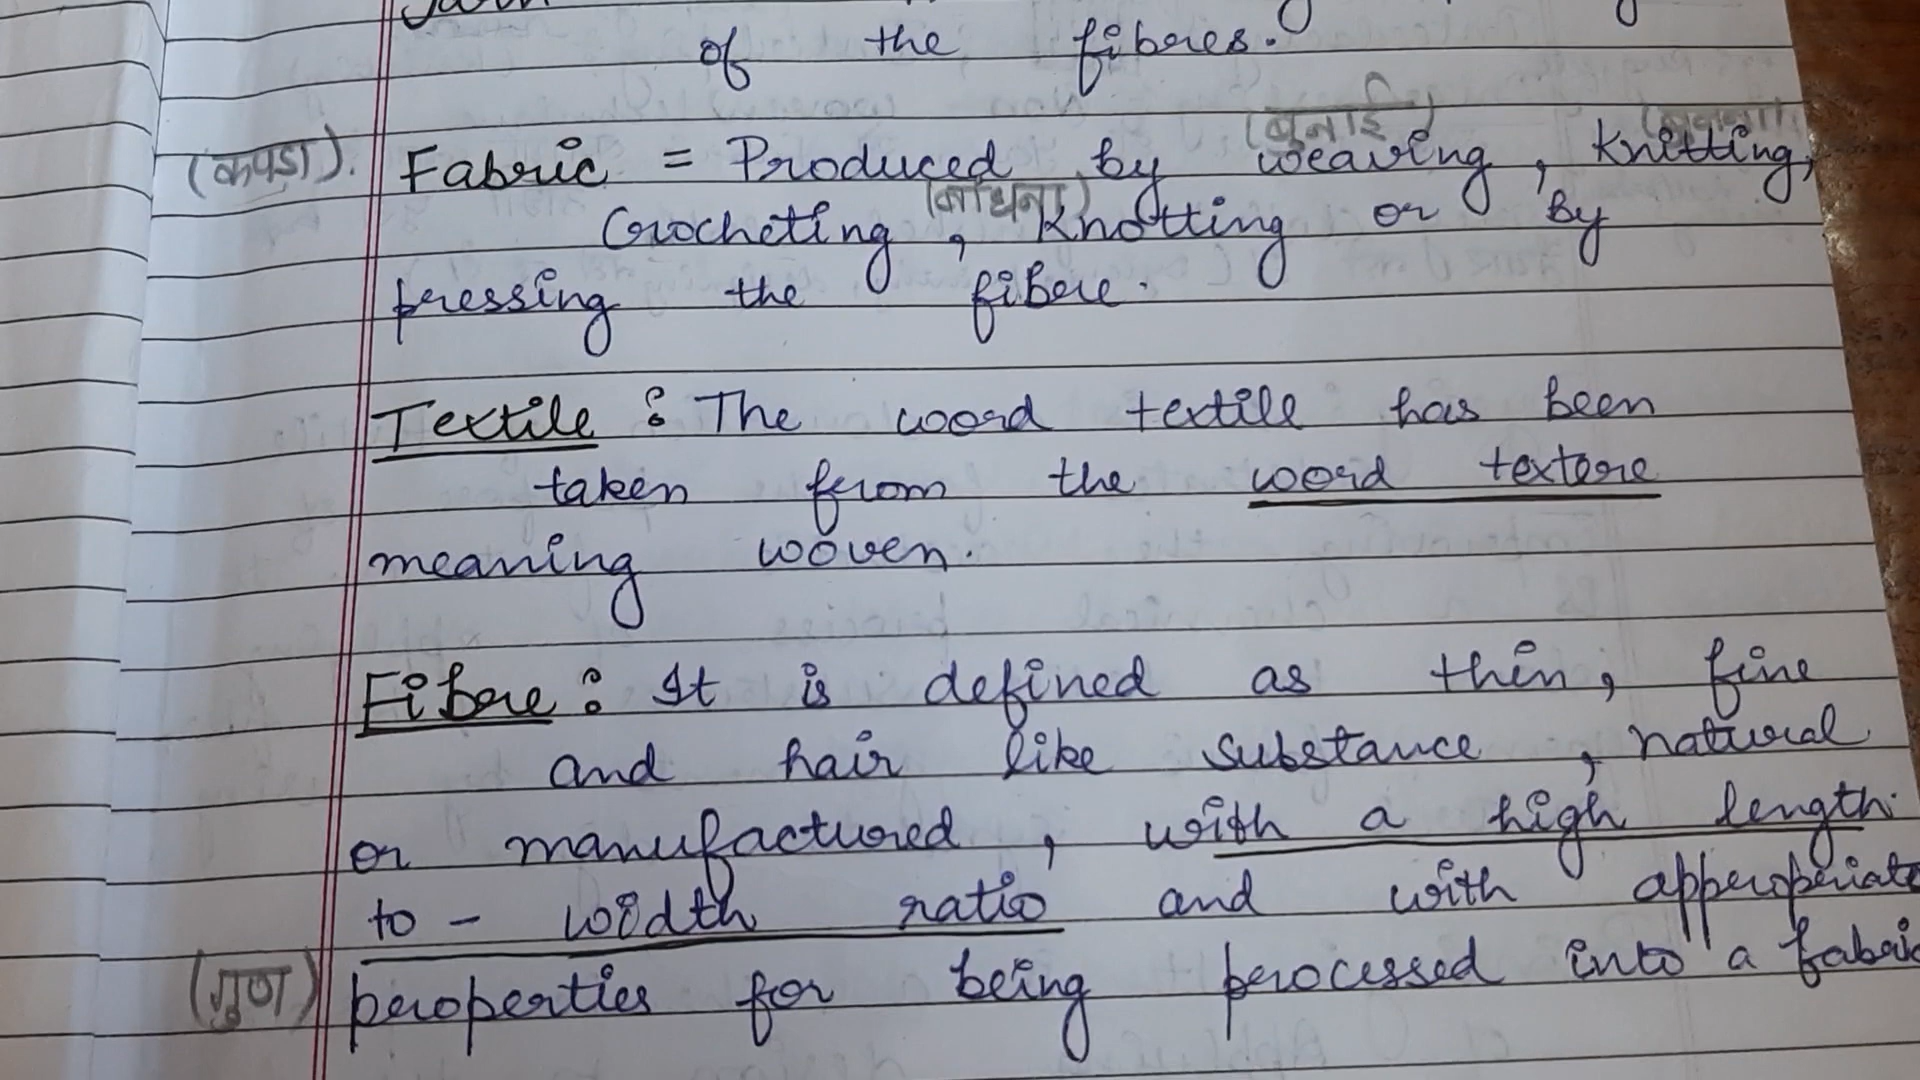 of the fibres.
(बुनाई)
(कपड़ा). Fabric = Produced by weaving, knitting,
(बांधना)
Crocheting, Knotting or by
pressing the fibre.
Textile : The word textile has been
taken from the word textere
meaning woven.
Fibre : It is defined as thin, fine
and hair like substance, natural
or manufactured, with a high length
to - width ratio and with appropriate
(गुण) properties for being processed into a fabric